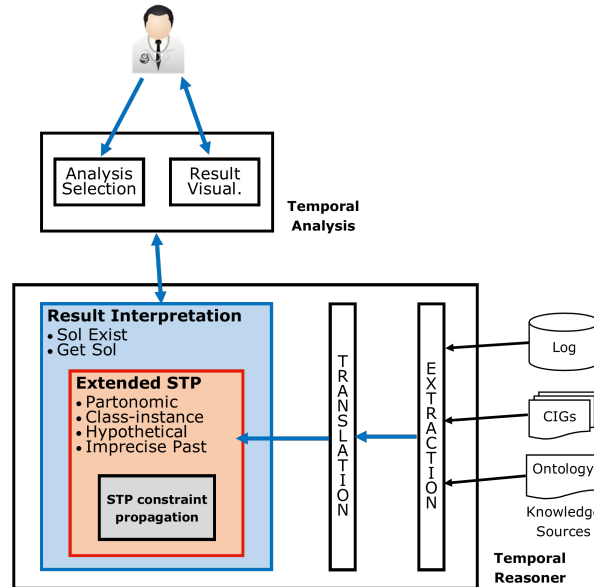 Analysis
Selection
Result
Visual.
Temporal
Analysis
Result Interpretation
• Sol Exist
• Get Sol
Extended STP
• Partonomic
• Class-instance
• Hypothetical
• Imprecise Past
STP constraint
propagation
TRANSLATION
EXTRACTION
Log
CIGs
Ontology
Knowledge
Sources
Temporal
Reasoner